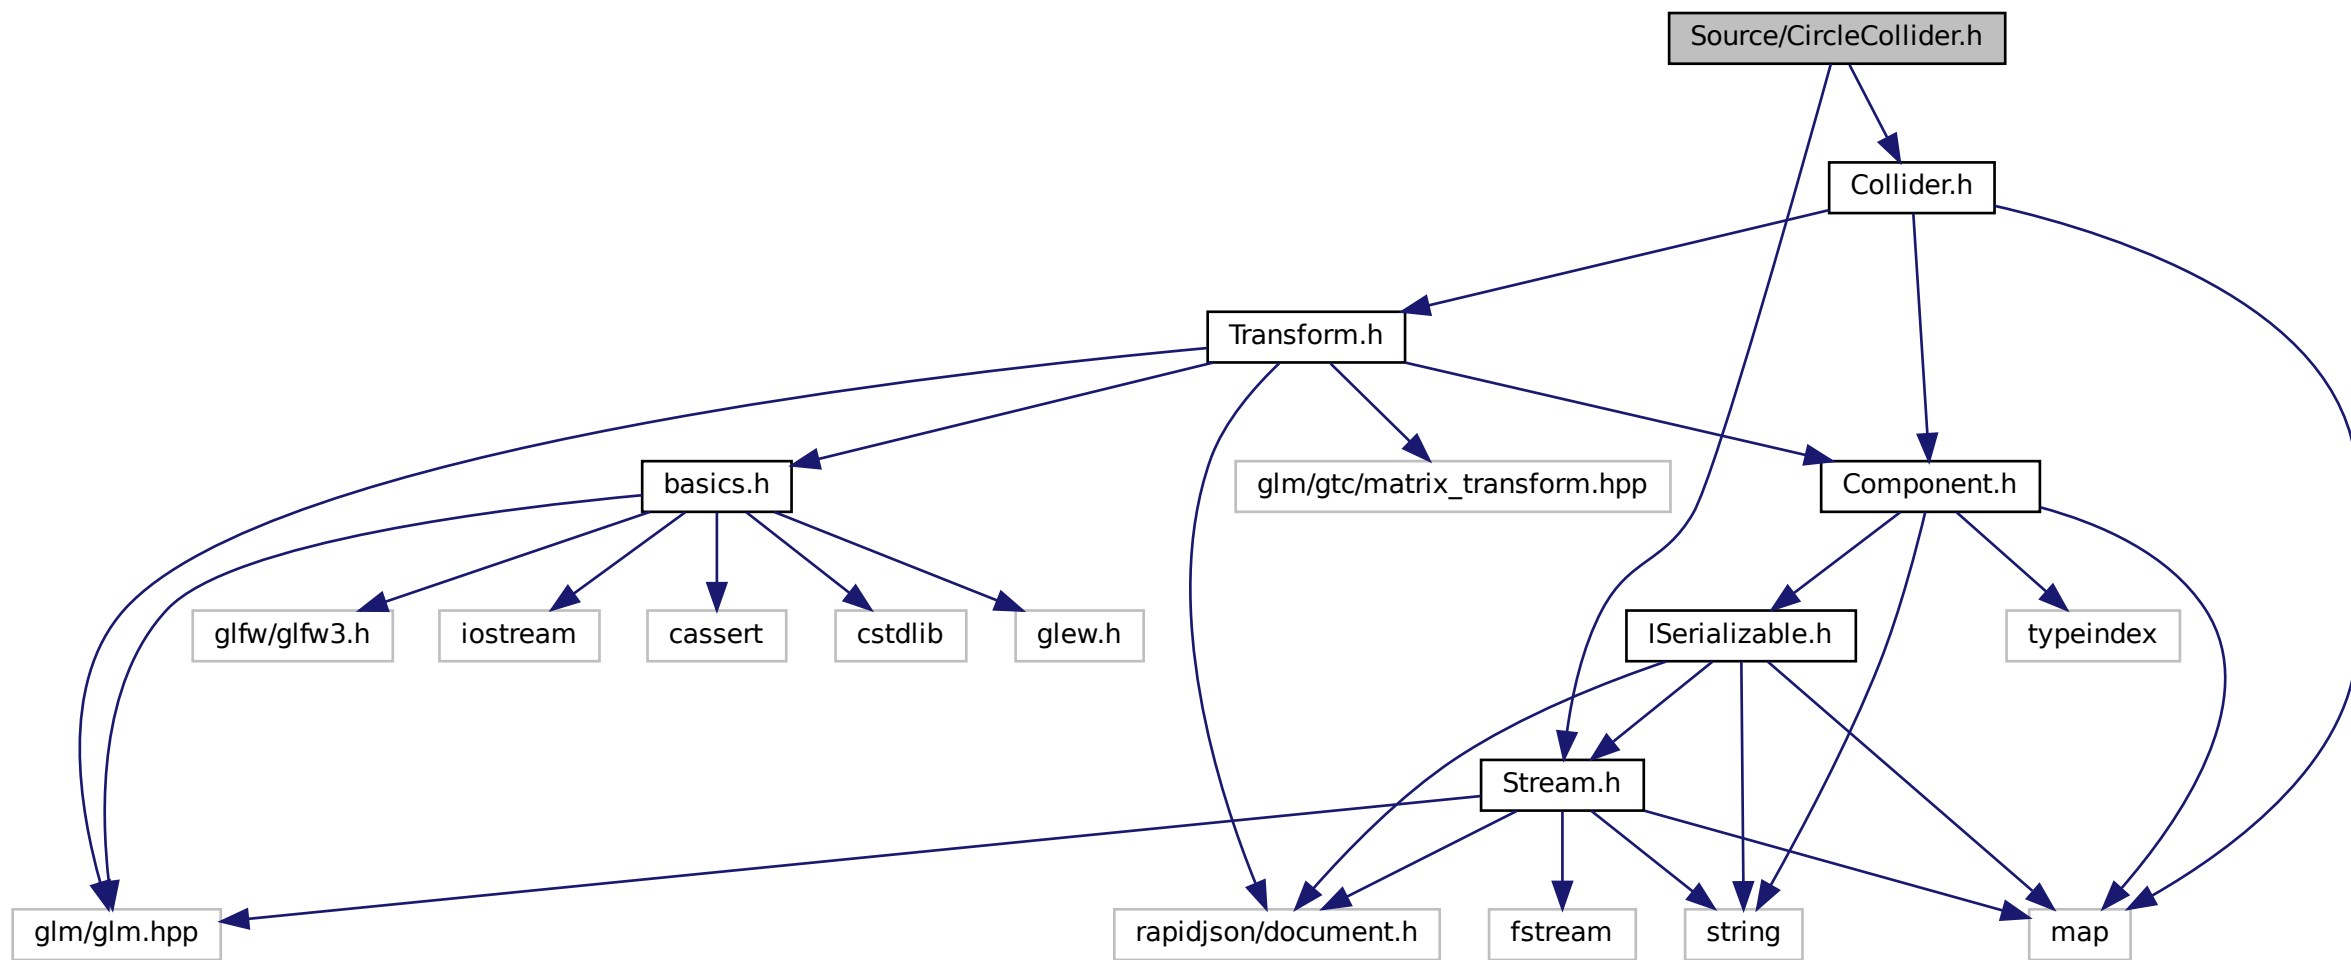 Source/CircleCollider.h
Collider.h
Transform.h
basics.h
glm/gtc/matrix_transform.hpp
Component.h
glfw/glfw3.h
iostream
cassert
cstdlib
glew.h
ISerializable.h
typeindex
Stream.h
glm/glm.hpp
rapidjson/document.h
fstream
string
map